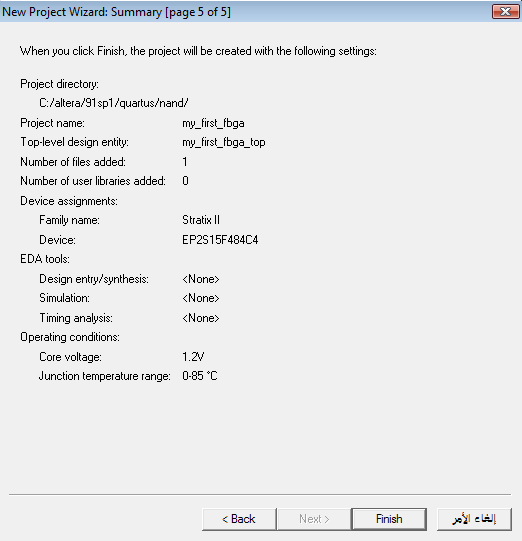 New Project Wizard: Summary [page 5 of 5]
When you click Finish, the project will be created with the following settings:
Project directory:
C:/altera/91sp1/quartus/nand/
Project name: my_first_fbga
Top-level design entity: my_first_fbga_top
Number of files added: 1
Number of user libraries added: 0
Device assignments:
Family name: Stratix II
Device: EP2S15F484C4
EDA tools:
Design entry/synthesis: <None>
Simulation: <None>
Timing analysis: <None>
Operating conditions:
Core voltage: 1.2V
Junction temperature range: 0-85 °C
< Back Next > Finish إلغاء الأمر